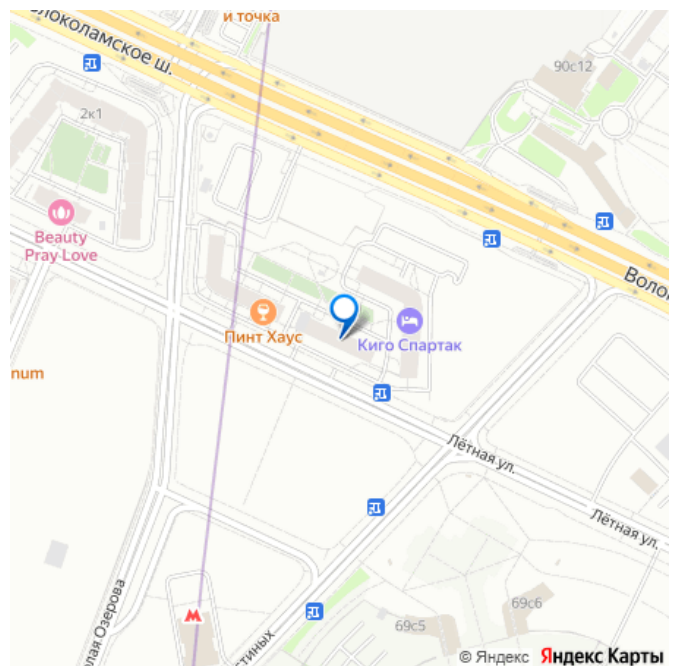 и точка
олоколамское ш.
90с12
2к1
Beauty
Pray Love
Воло
Пинт Хаус
Киго Спартак
num
Лётная ул.
Лётная ул.
олая Озерова
стиных
69с6
69с5
© Яндекс Яндекс Карты